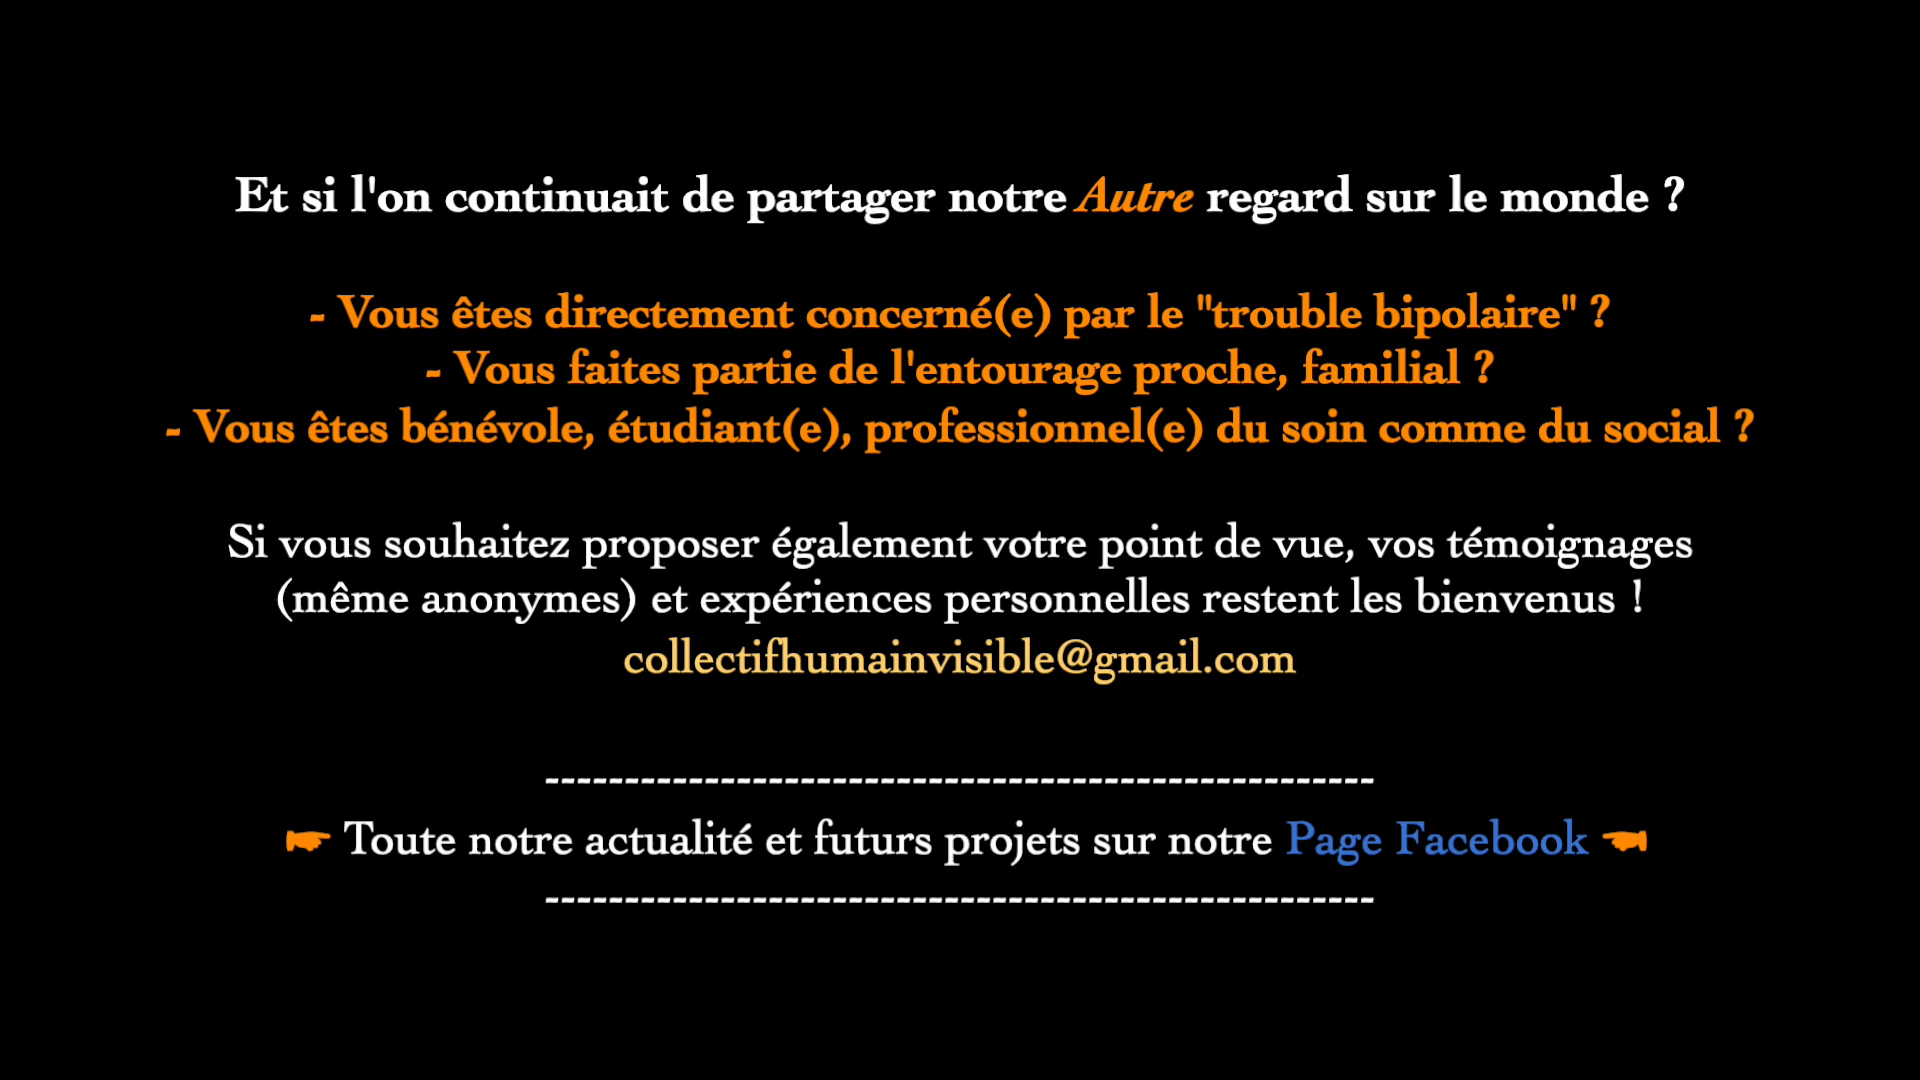 Et si l'on continuait de partager notre Autre regard sur le monde ?
- Vous êtes directement concerné(e) par le "trouble bipolaire" ?
- Vous faites partie de l'entourage proche, familial ?
- Vous êtes bénévole, étudiant(e), professionnel(e) du soin comme du social ?
Si vous souhaitez proposer également votre point de vue, vos témoignages
(même anonymes) et expériences personnelles restent les bienvenus !
collectifhumainvisible@gmail.com
----------------------------------------------------
☛ Toute notre actualité et futurs projets sur notre Page Facebook ☚
----------------------------------------------------